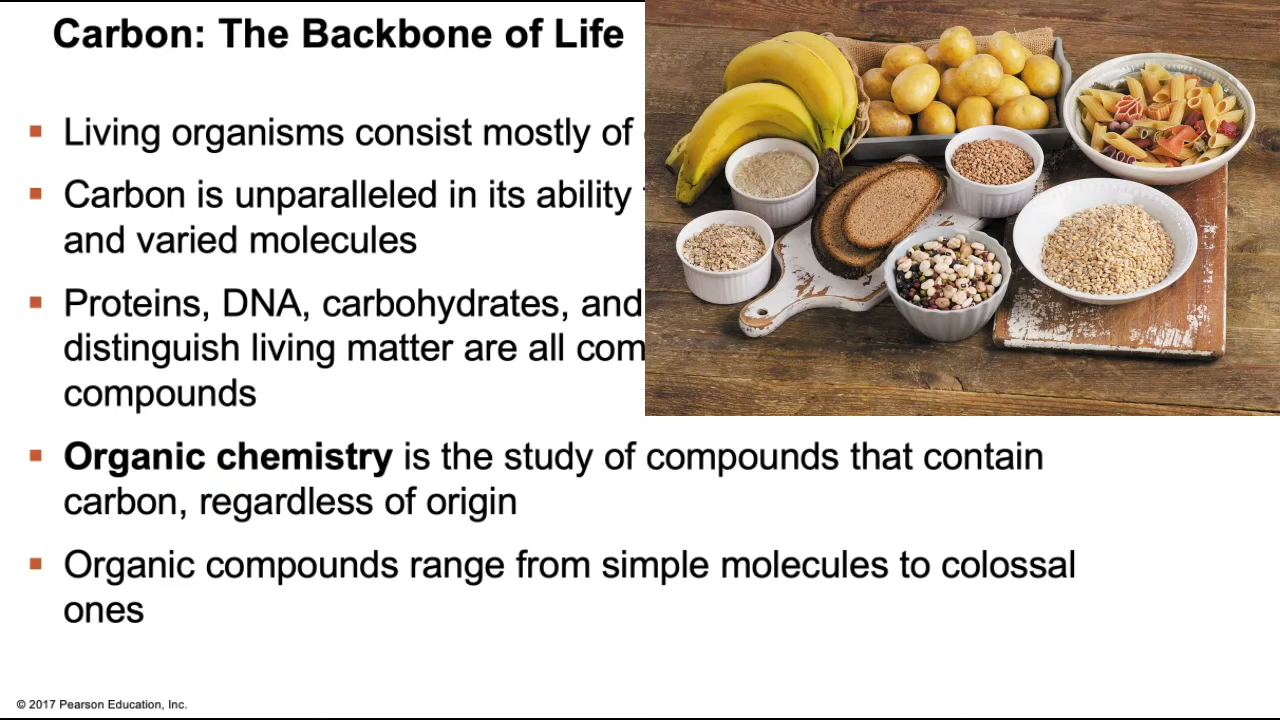 Carbon: The Backbone of Life
Living organisms consist mostly of
Carbon is unparalleled in its ability
and varied molecules
Proteins, DNA, carbohydrates, and
distinguish living matter are all com
compounds
Organic chemistry is the study of compounds that contain
carbon, regardless of origin
Organic compounds range from simple molecules to colossal
ones
© 2017 Pearson Education, Inc.